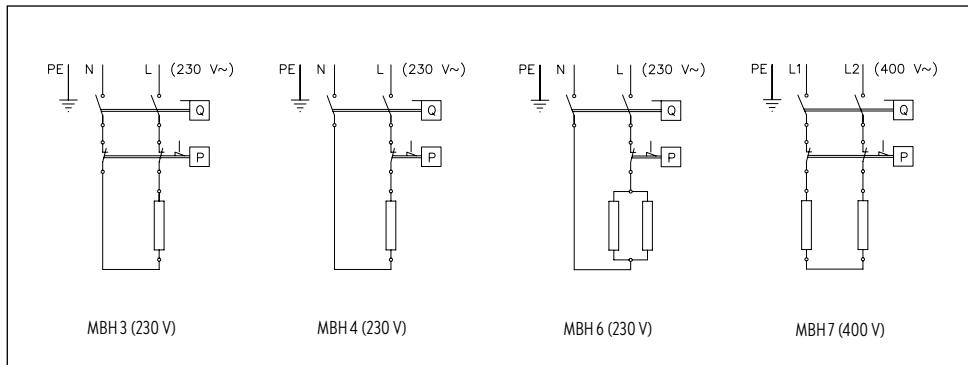 PE N L (230 V~)
Q
P
MBH 3 (230 V)
PE N L (230 V~)
Q
P
MBH 4 (230 V)
PE N L (230 V~)
Q
P
MBH 6 (230 V)
PE L1 L2 (400 V~)
Q
P
MBH 7 (400 V)